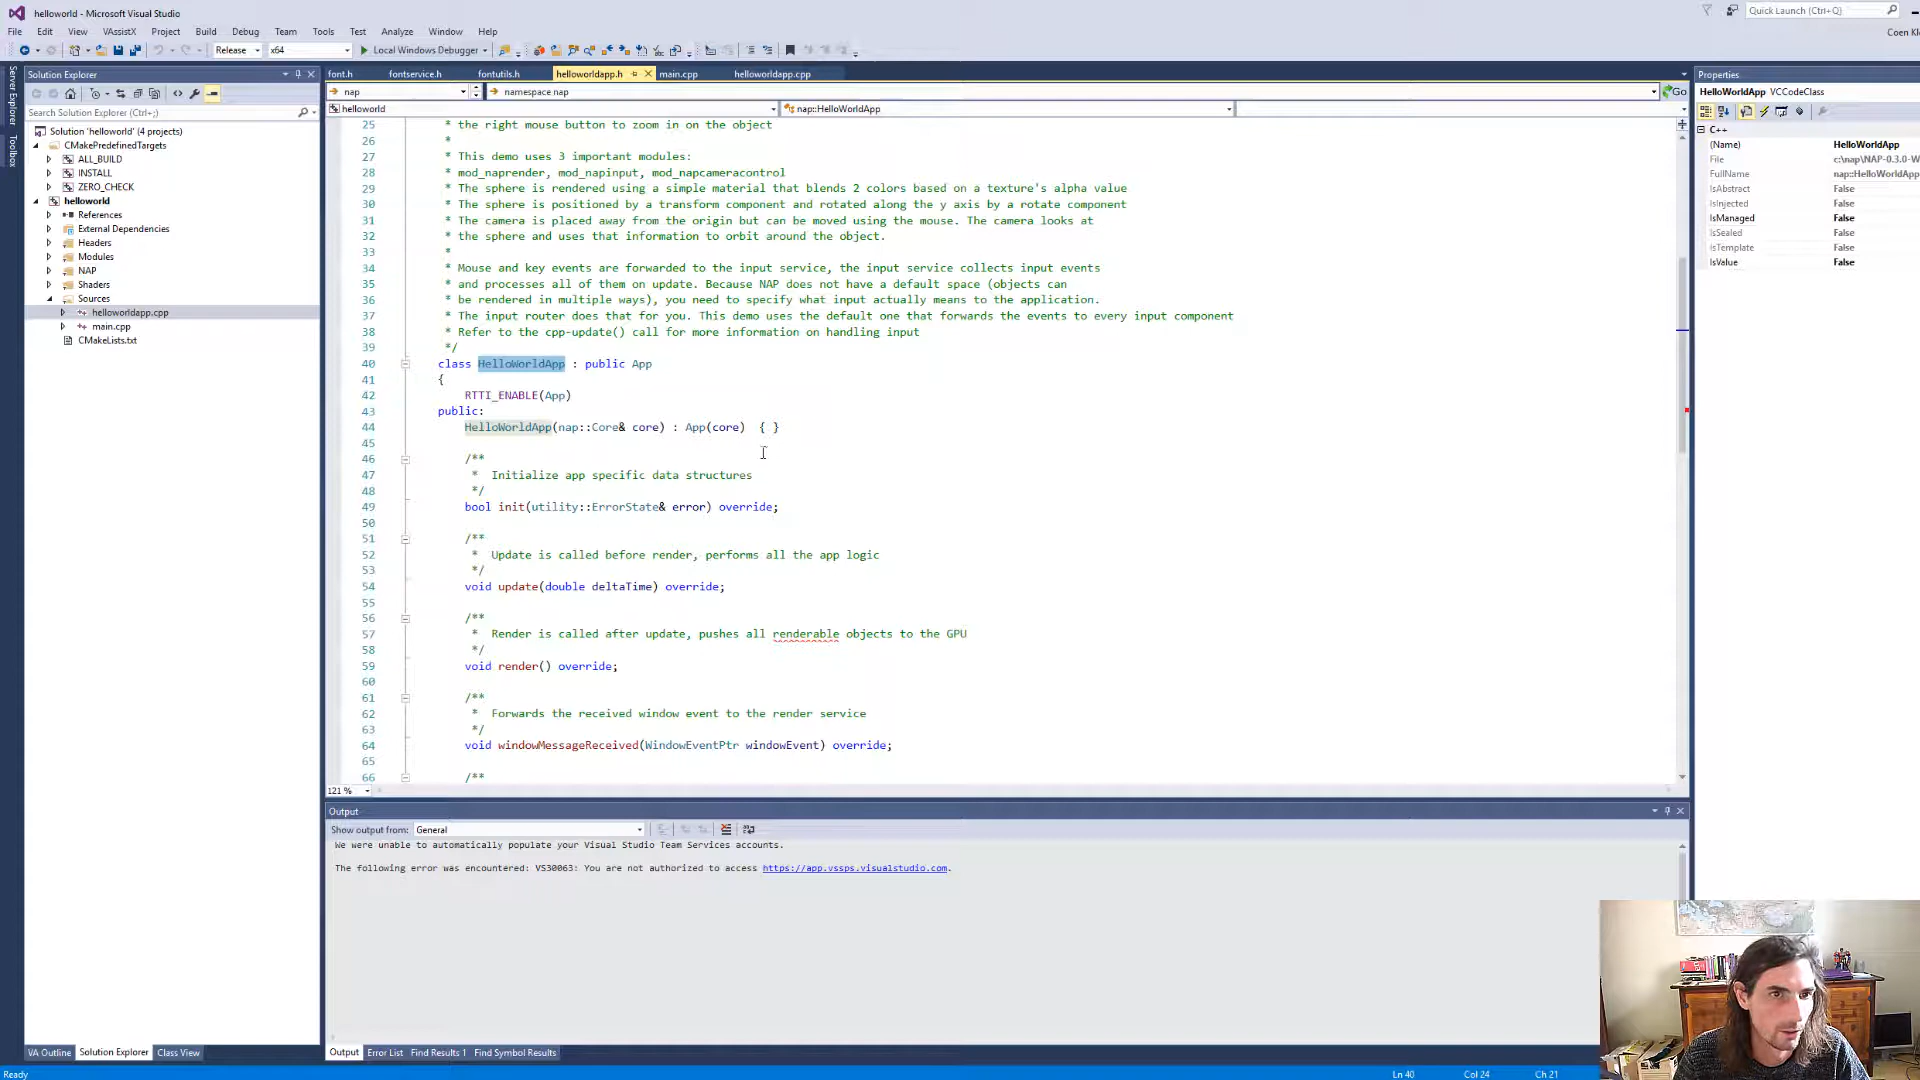 helloworld - Microsoft Visual Studio
Quick Launch (Ctrl+Q)
File Edit View VAssistX Project Build Debug Team Tools Test Analyze Window Help
Coen Kl
Release x64 Local Windows Debugger
Solution Explorer
font.h fontservice.h fontutils.h helloworldapp.h main.cpp helloworldapp.cpp
Properties
nap namespace nap Go
HelloWorldApp VCCodeClass
helloworld nap::HelloWorldApp
Server Explorer
Toolbox
Search Solution Explorer (Ctrl+;)
Solution 'helloworld' (4 projects)
CMakePredefinedTargets
ALL_BUILD
INSTALL
ZERO_CHECK
helloworld
References
External Dependencies
Headers
Modules
NAP
Shaders
Sources
helloworldapp.cpp
main.cpp
CMakeLists.txt
25 * the right mouse button to zoom in on the object
26 *
27 * This demo uses 3 important modules:
28 * mod_naprender, mod_napinput, mod_napcameracontrol
29 * The sphere is rendered using a simple material that blends 2 colors based on a texture's alpha value
30 * The sphere is positioned by a transform component and rotated along the y axis by a rotate component
31 * The camera is placed away from the origin but can be moved using the mouse. The camera looks at
32 * the sphere and uses that information to orbit around the object.
33 *
34 * Mouse and key events are forwarded to the input service, the input service collects input events
35 * and processes all of them on update. Because NAP does not have a default space (objects can
36 * be rendered in multiple ways), you need to specify what input actually means to the application.
37 * The input router does that for you. This demo uses the default one that forwards the events to every input component
38 * Refer to the cpp-update() call for more information on handling input
39 */
40 class HelloWorldApp : public App
41 {
42 RTTI_ENABLE(App)
43 public:
44 HelloWorldApp(nap::Core& core) : App(core) { }
45
46 /**
47 * Initialize app specific data structures
48 */
49 bool init(utility::ErrorState& error) override;
50
51 /**
52 * Update is called before render, performs all the app logic
53 */
54 void update(double deltaTime) override;
55
56 /**
57 * Render is called after update, pushes all renderable objects to the GPU
58 */
59 void render() override;
60
61 /**
62 * Forwards the received window event to the render service
63 */
64 void windowMessageReceived(WindowEventPtr windowEvent) override;
65
66 /**
121 %
C++
(Name) HelloWorldApp
File c:\nap\NAP-0.3.0-W
FullName nap::HelloWorldApp
IsAbstract False
IsInjected False
IsManaged False
IsSealed False
IsTemplate False
IsValue False
Output
Show output from: General
We were unable to automatically populate your Visual Studio Team Services accounts.
The following error was encountered: VS30063: You are not authorized to access https://app.vssps.visualstudio.com.
VA Outline Solution Explorer Class View
Output Error List Find Results 1 Find Symbol Results
Ready Ln 40 Col 24 Ch 21